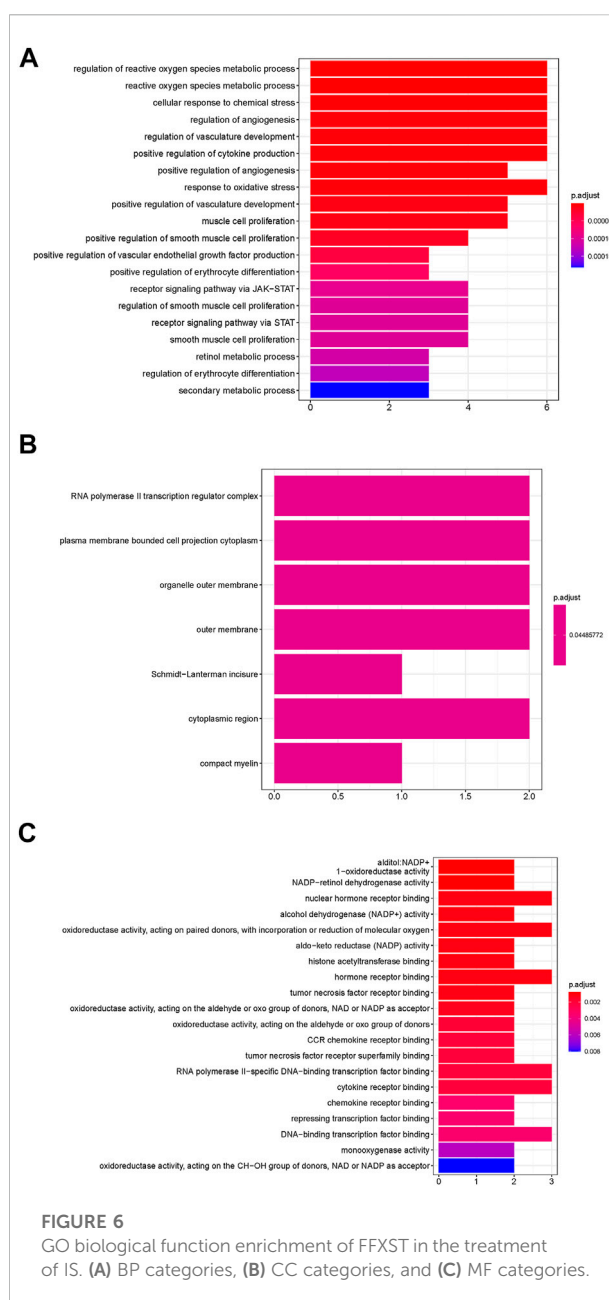 A
regulation of reactive oxygen species metabolic process
reactive oxygen species metabolic process
cellular response to chemical stress
regulation of angiogenesis
regulation of vasculature development
positive regulation of cytokine production
positive regulation of angiogenesis
response to oxidative stress
positive regulation of vasculature development
muscle cell proliferation
positive regulation of smooth muscle cell proliferation
positive regulation of vascular endothelial growth factor production
positive regulation of erythrocyte differentiation
receptor signaling pathway via JAK-STAT
regulation of smooth muscle cell proliferation
receptor signaling pathway via STAT
smooth muscle cell proliferation
retinol metabolic process
regulation of erythrocyte differentiation
secondary metabolic process
0 2 4 6
p.adjust
0.0000
0.0001
0.0001
B
RNA polymerase II transcription regulator complex
plasma membrane bounded cell projection cytoplasm
organelle outer membrane
outer membrane
Schmidt-Lanterman incisure
cytoplasmic region
compact myelin
0.0 0.5 1.0 1.5 2.0
p.adjust
0.04485772
C
alditol:NADP+
1-oxidoreductase activity
NADP-retinol dehydrogenase activity
nuclear hormone receptor binding
alcohol dehydrogenase (NADP+) activity
oxidoreductase activity, acting on paired donors, with incorporation or reduction of molecular oxygen
aldo-keto reductase (NADP) activity
histone acetyltransferase binding
hormone receptor binding
tumor necrosis factor receptor binding
oxidoreductase activity, acting on the aldehyde or oxo group of donors, NAD or NADP as acceptor
oxidoreductase activity, acting on the aldehyde or oxo group of donors
CCR chemokine receptor binding
tumor necrosis factor receptor superfamily binding
RNA polymerase II-specific DNA-binding transcription factor binding
cytokine receptor binding
chemokine receptor binding
repressing transcription factor binding
DNA-binding transcription factor binding
monooxygenase activity
oxidoreductase activity, acting on the CH-OH group of donors, NAD or NADP as acceptor
0 1 2 3
p.adjust
0.002
0.004
0.006
0.008
FIGURE 6
GO biological function enrichment of FFXST in the treatment
of IS. (A) BP categories, (B) CC categories, and (C) MF categories.